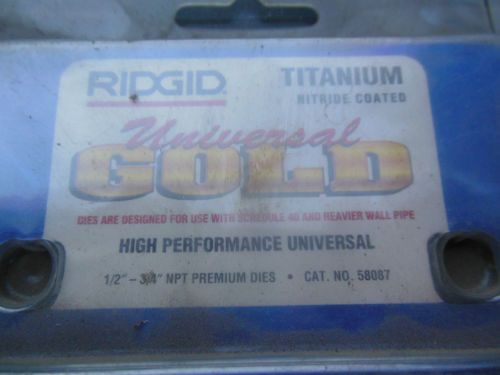 RIDGID TITANIUM
NITRIDE COATED
Universal
GOLD
DIES ARE DESIGNED FOR USE WITH SCHEDULE 40 AND HEAVIER WALL PIPE
HIGH PERFORMANCE UNIVERSAL
1/2" - 3/4" NPT PREMIUM DIES • CAT. NO. 58087